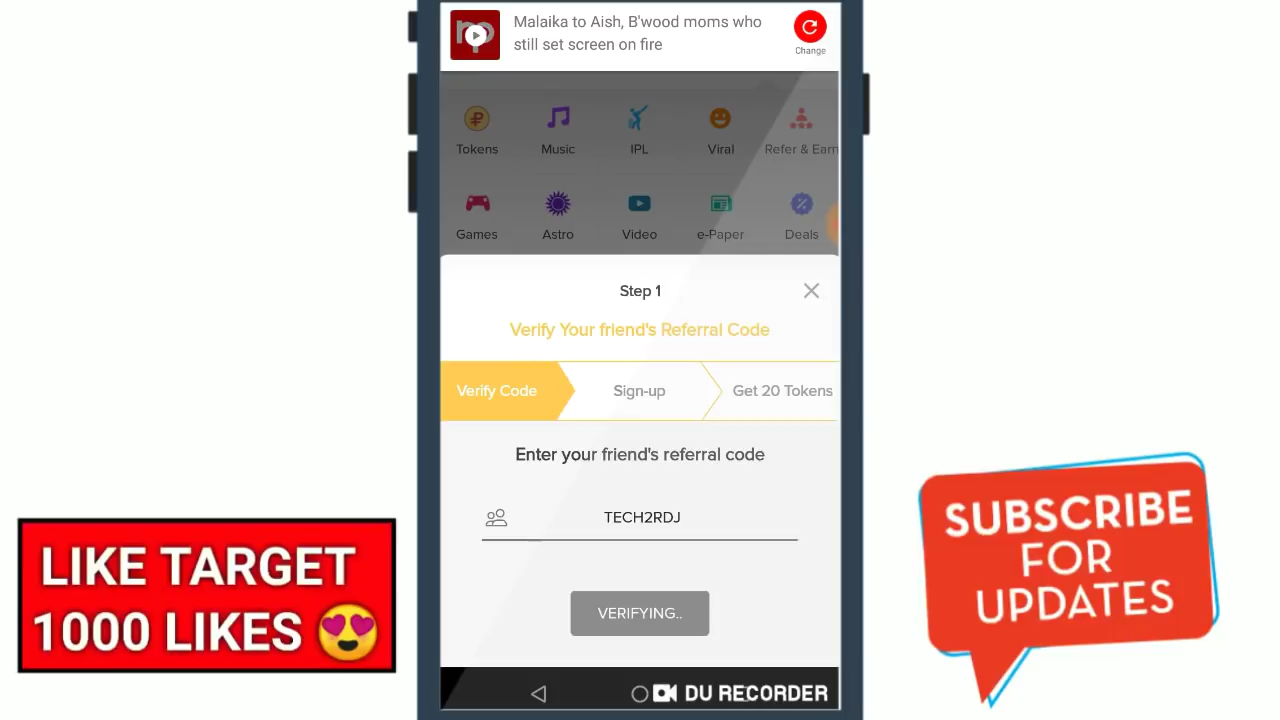 Malaika to Aish, B'wood moms who
still set screen on fire
Change
Tokens
Music
IPL
Viral
Refer & Earn
Games
Astro
Video
e-Paper
Deals
Step 1
Verify Your friend's Referral Code
Verify Code
Sign-up
Get 20 Tokens
Enter your friend's referral code
TECH2RDJ
VERIFYING..
DU RECORDER
LIKE TARGET
1000 LIKES 😍
SUBSCRIBE
FOR
UPDATES